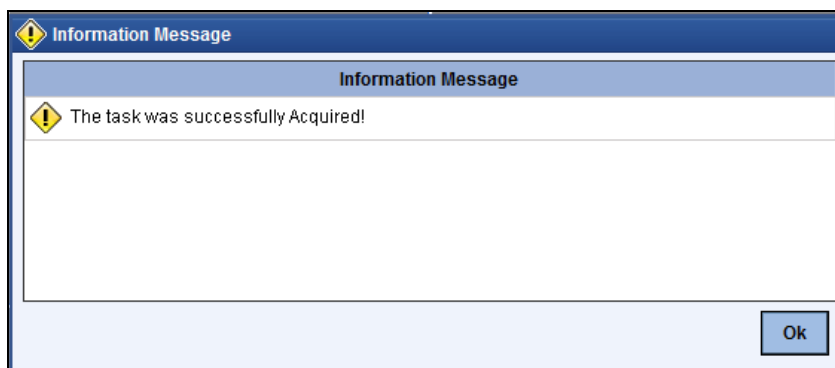 Information Message
Information Message
The task was successfully Acquired!
Ok